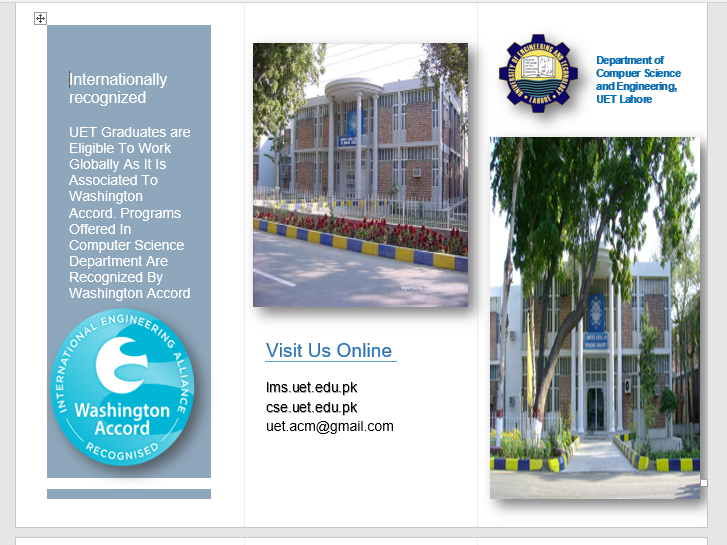 Internationally
recognized
UET Graduates are
Eligible To Work
Globally As It Is
Associated To
Washington
Accord. Programs
Offered In
Computer Science
Department Are
Recognized By
Washington Accord
INTERNATIONAL ENGINEERING ALLIANCE
Washington
Accord
RECOGNISED
Visit Us Online
lms.uet.edu.pk
cse.uet.edu.pk
uet.acm@gmail.com
UNIVERSITY OF ENGINEERING AND TECHNOLOGY
LAHORE
Department of
Compuer Science
and Engineering,
UET Lahore